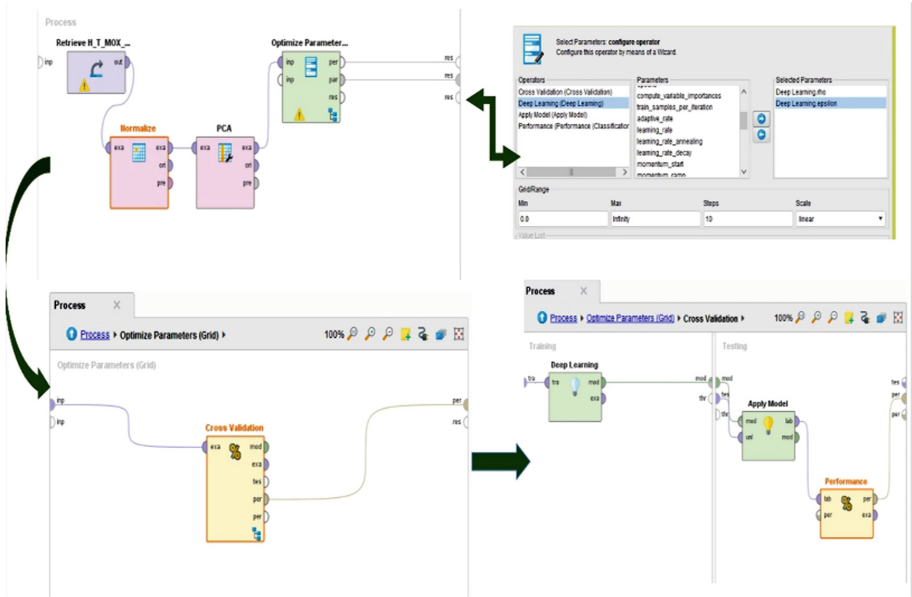 Process
Retrieve H_T_MOX_...
inp
out
Optimize Parameter...
inp
per
inp
par
res
res
res
res
Normalize
exa
exa
ori
pre
PCA
exa
exa
ori
pre
Select Parameters: configure operator
Configure this operator by means of a Wizard.
Operators
Cross Validation (Cross Validation)
Deep Learning (Deep Learning)
Apply Model (Apply Model)
Performance (Performance (Classification
Parameters
compute_variable_importances
train_samples_per_iteration
adaptive_rate
learning_rate
learning_rate_annealing
learning_rate_decay
momentum_start
momentum_ramp
Selected Parameters
Deep Learning.rho
Deep Learning.epsilon
Grid/Range
Min
Max
Steps
Scale
0.0
Infinity
10
linear
Value List
Process
Process Optimize Parameters (Grid)
100%
Optimize Parameters (Grid)
inp
inp
per
res
Cross Validation
exa
mod
exa
tes
per
per
Process
Process Optimize Parameters (Grid) Cross Validation
100%
Training
Testing
Deep Learning
tra
tra
mod
exa
mod
thr
mod
tes
thr
Apply Model
mod
lab
unl
mod
tes
per
per
Performance
lab
per
per
exa